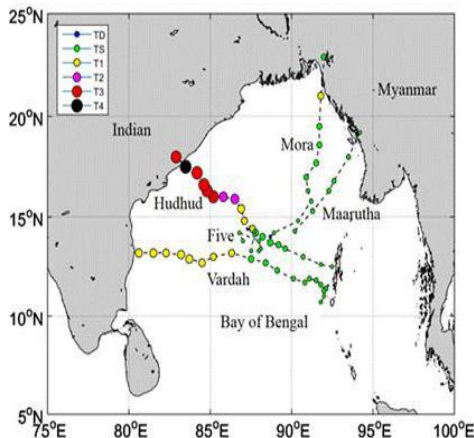 25°N
TD
TS
T1
T2
T3
T4
Myanmar
20°N
Indian
Mora
Hudhud
Maarutha
15°N
Five
Vardah
10°N
Bay of Bengal
5°N
75°E
80°E
85°E
90°E
95°E
100°E